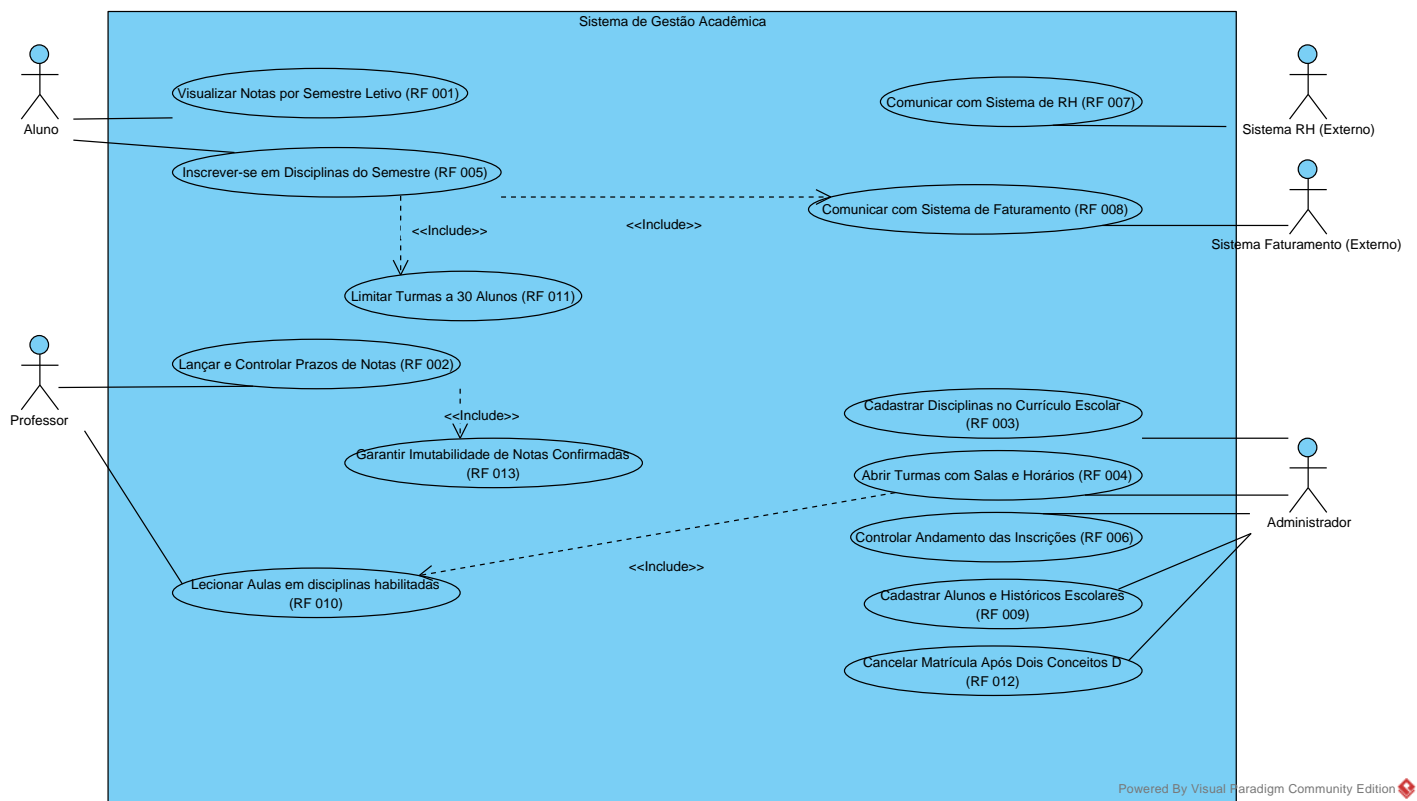 Sistema de Gestão Acadêmica
Visualizar Notas por Semestre Letivo (RF 001)
Comunicar com Sistema de RH (RF 007)
Aluno
Sistema RH (Externo)
Inscrever-se em Disciplinas do Semestre (RF 005)
Comunicar com Sistema de Faturamento (RF 008)
<<Include>>
<<Include>>
Sistema Faturamento (Externo)
Limitar Turmas a 30 Alunos (RF 011)
Lançar e Controlar Prazos de Notas (RF 002)
Professor
<<Include>>
Cadastrar Disciplinas no Currículo Escolar
(RF 003)
Garantir Imutabilidade de Notas Confirmadas
(RF 013)
Abrir Turmas com Salas e Horários (RF 004)
Administrador
Controlar Andamento das Inscrições (RF 006)
<<Include>>
Lecionar Aulas em disciplinas habilitadas
(RF 010)
Cadastrar Alunos e Históricos Escolares
(RF 009)
Cancelar Matrícula Após Dois Conceitos D
(RF 012)
Powered By Visual Paradigm Community Edition